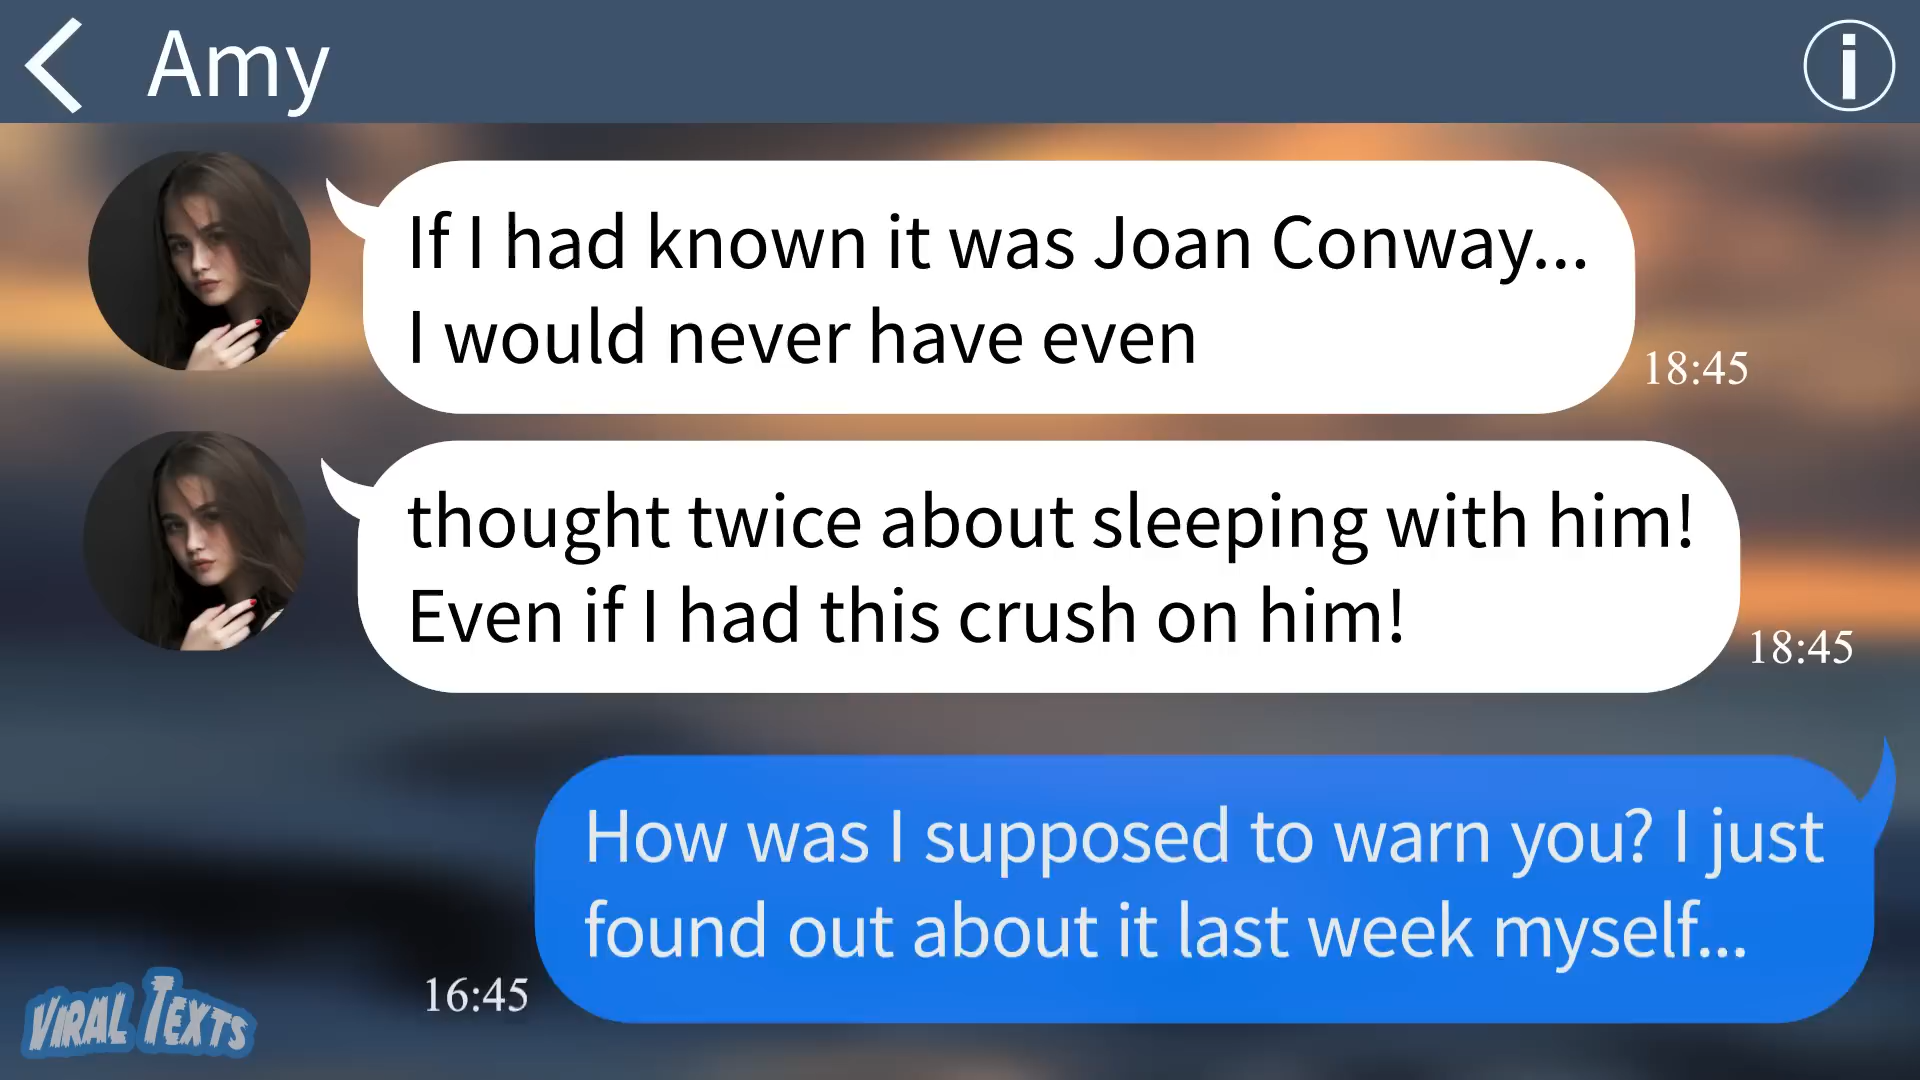 Amy
If I had known it was Joan Conway...
I would never have even
18:45
thought twice about sleeping with him!
Even if I had this crush on him!
18:45
How was I supposed to warn you? I just
found out about it last week myself...
16:45
VIRAL TEXTS